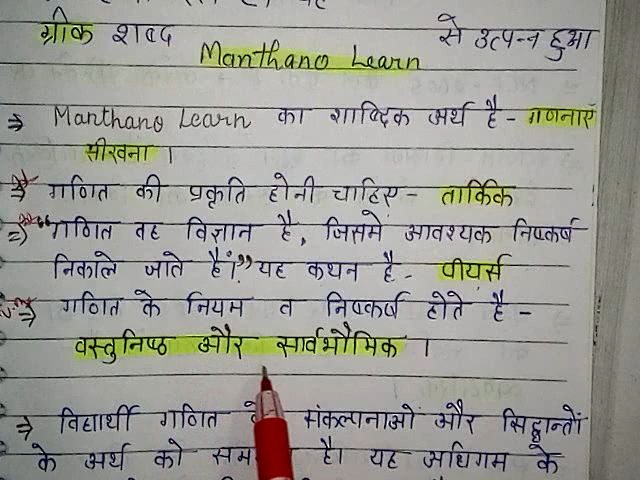 ग्रीक शब्द Manthano Learn से उत्पन्न हुआ
⇒ Manthano Learn का शाब्दिक अर्थ है - गणनाएँ
सीखना ।
⇒ गणित की प्रकृति होनी चाहिए - तार्किक
⇒ "गणित वह विज्ञान है, जिसमे आवश्यक निष्कर्ष
निकाले जाते हैं।" यह कथन है - पीयर्स
⇒ गणित के नियम व निष्कर्ष होते है -
वस्तुनिष्ठ और सार्वभौमिक ।
⇒ विद्यार्थी गणित संकल्पनाओं और सिद्धान्तों
के अर्थ को है। यह अधिगम के